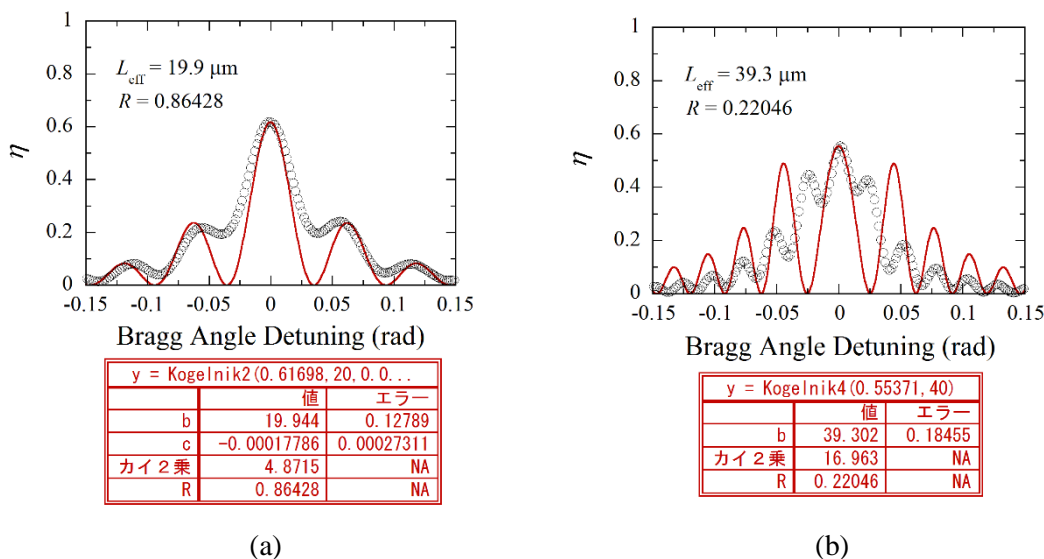 1
0.8
0.6
0.4
0.2
0
η
L_eff = 19.9 μm
R = 0.86428
-0.15 -0.1 -0.05 0 0.05 0.1 0.15
Bragg Angle Detuning (rad)
y = Kogelnik2(0.61698,20,0.0...
値 エラー
b 19.944 0.12789
c -0.00017786 0.00027311
カイ2乗 4.8715 NA
R 0.86428 NA
(a)
1
0.8
0.6
0.4
0.2
0
η
L_eff = 39.3 μm
R = 0.22046
-0.15 -0.1 -0.05 0 0.05 0.1 0.15
Bragg Angle Detuning (rad)
y = Kogelnik4(0.55371,40)
値 エラー
b 39.302 0.18455
カイ2乗 16.963 NA
R 0.22046 NA
(b)